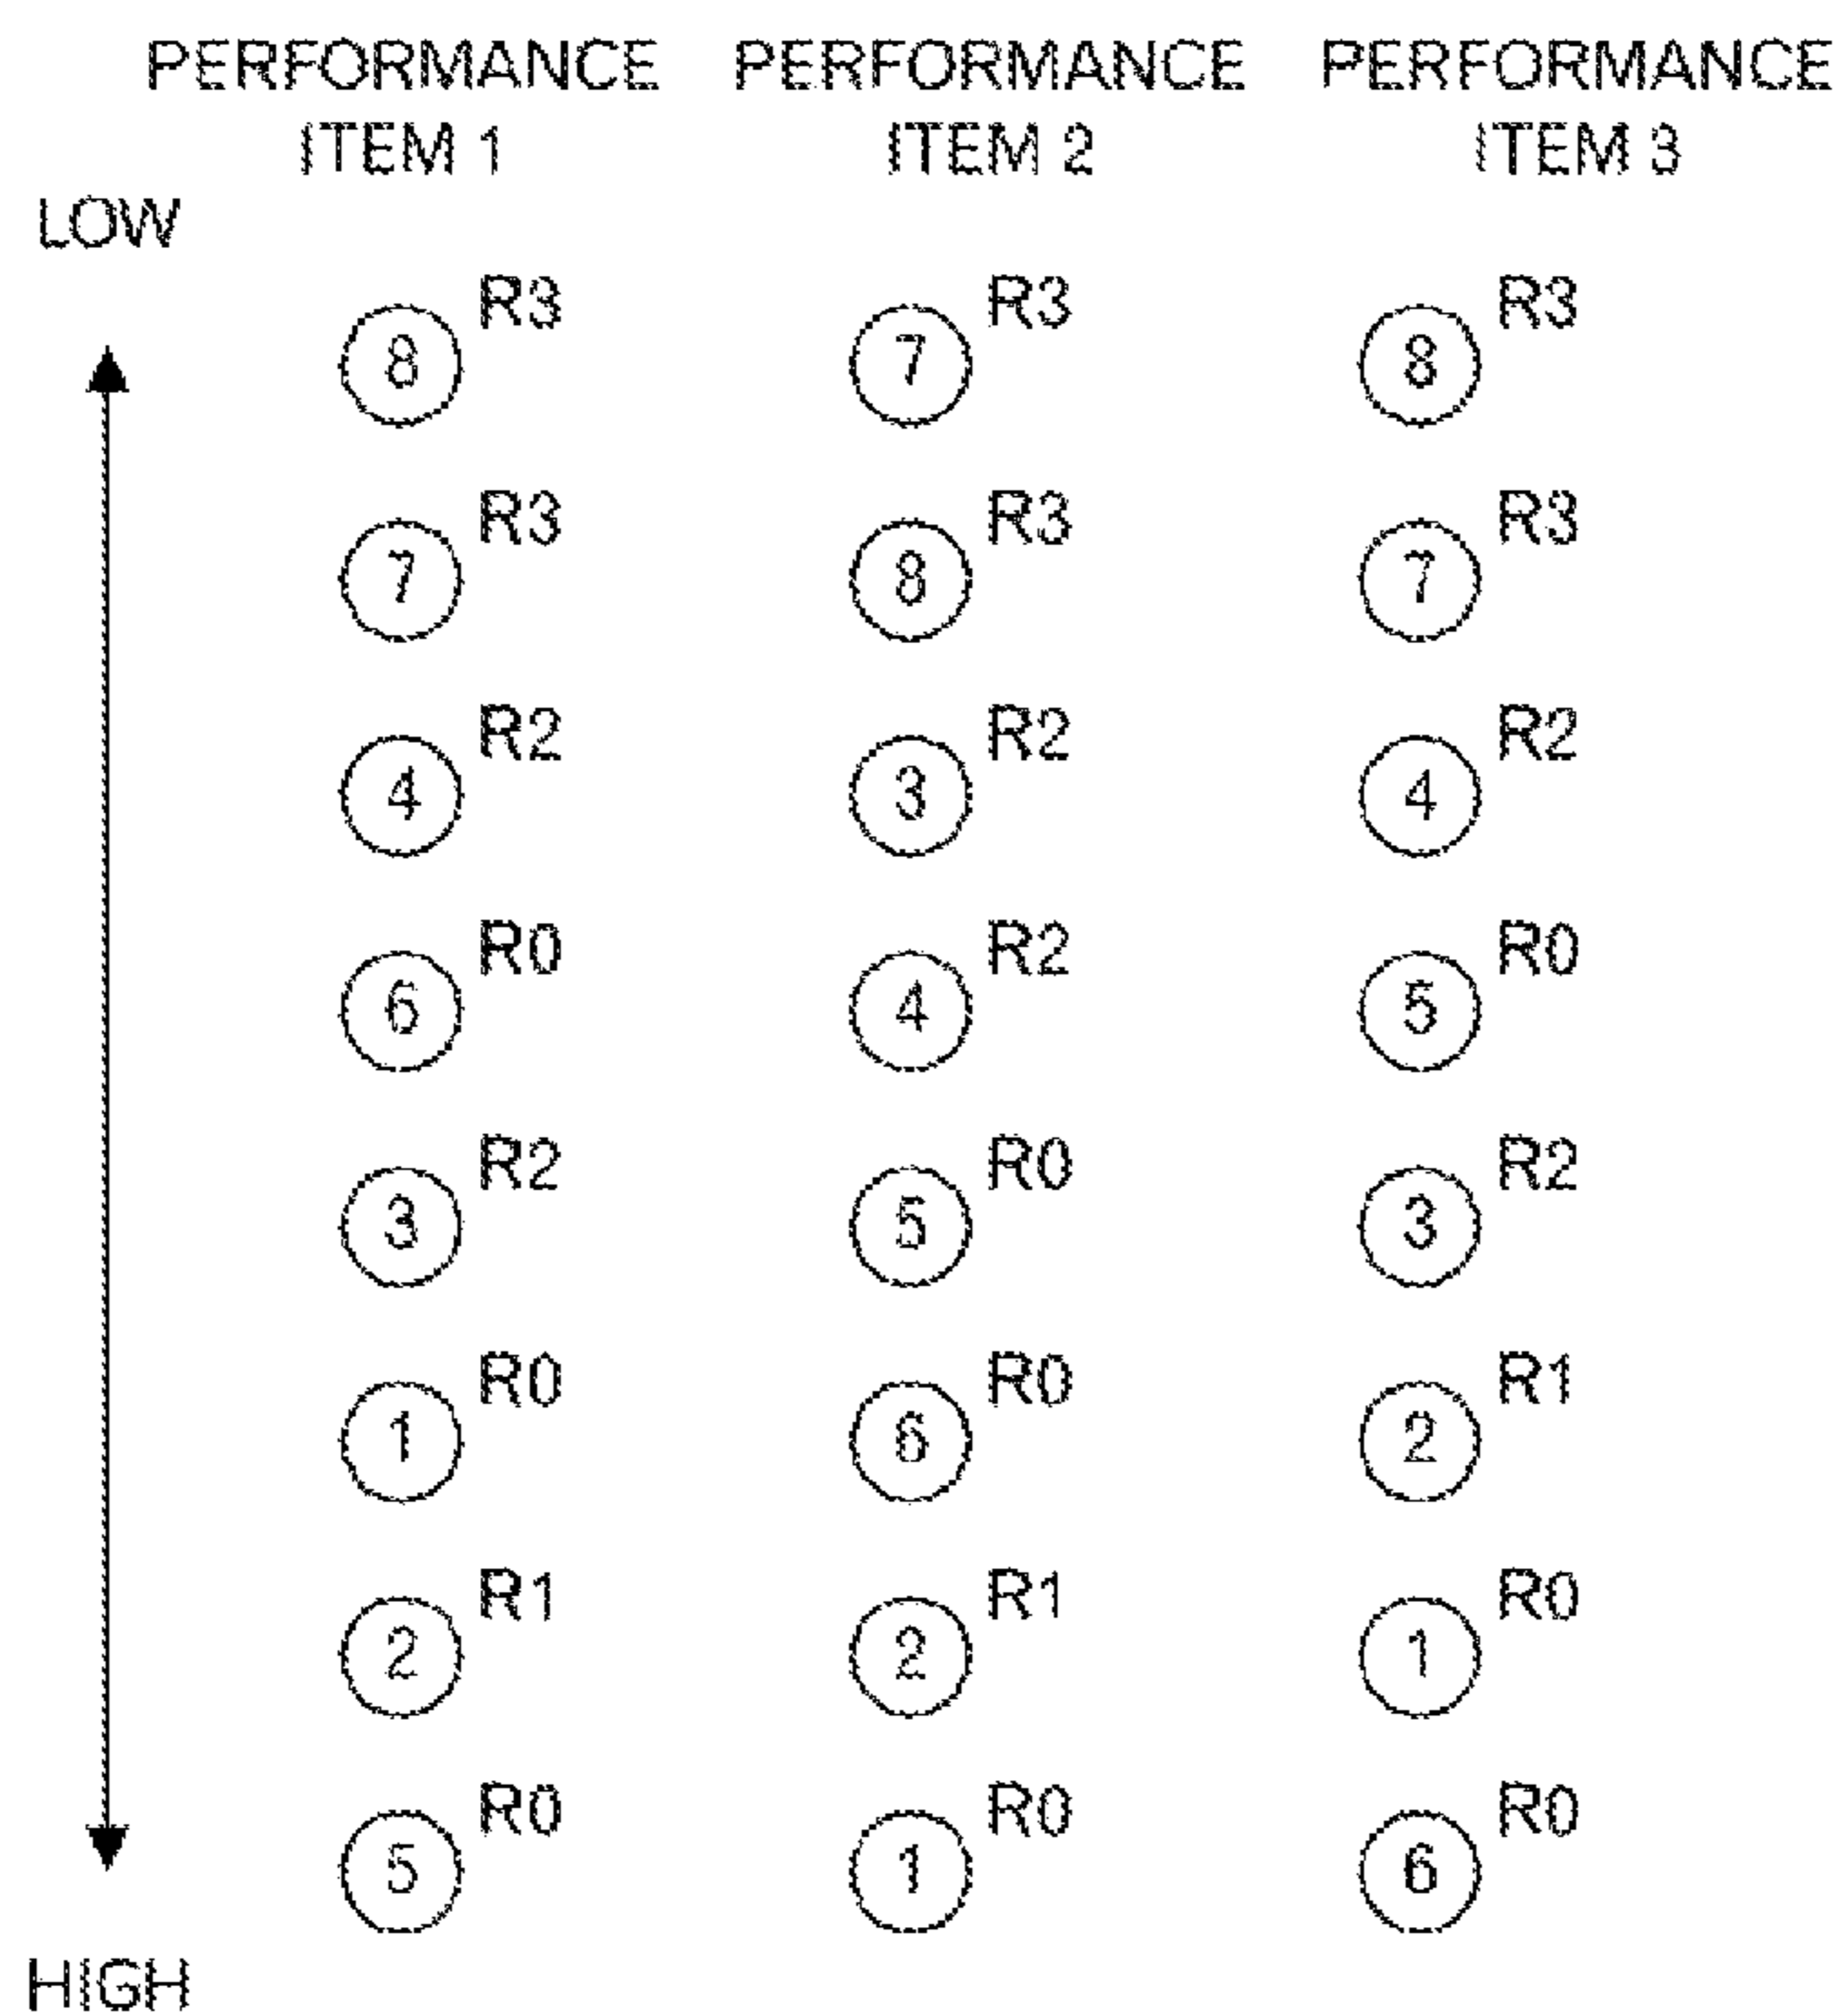 PERFORMANCE PERFORMANCE PERFORMANCE
ITEM 1 ITEM 2 ITEM 3
LOW
R3 R3 R3
8 7 8
R3 R3 R3
7 8 7
R2 R2 R2
4 3 4
R0 R2 R0
6 4 5
R2 R0 R2
3 5 3
R0 R0 R1
1 6 2
R1 R1 R0
2 2 1
R0 R0 R0
5 1 6
HIGH